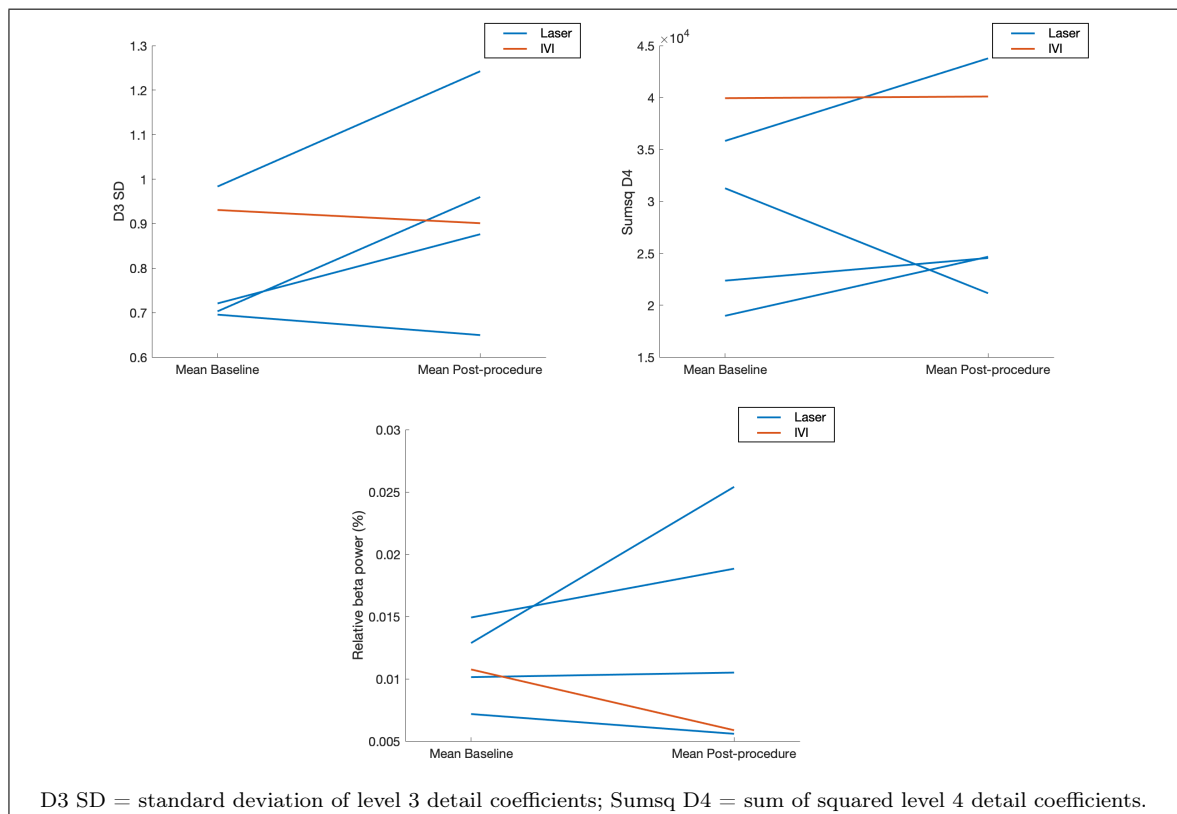 Laser
IVI
D3 SD
1.3
1.2
1.1
1
0.9
0.8
0.7
0.6
Mean Baseline
Mean Post-procedure
×10⁴
Laser
IVI
Sumsq D4
4.5
4
3.5
3
2.5
2
1.5
Mean Baseline
Mean Post-procedure
Laser
IVI
Relative beta power (%)
0.03
0.025
0.02
0.015
0.01
0.005
Mean Baseline
Mean Post-procedure
D3 SD = standard deviation of level 3 detail coefficients; Sumsq D4 = sum of squared level 4 detail coefficients.